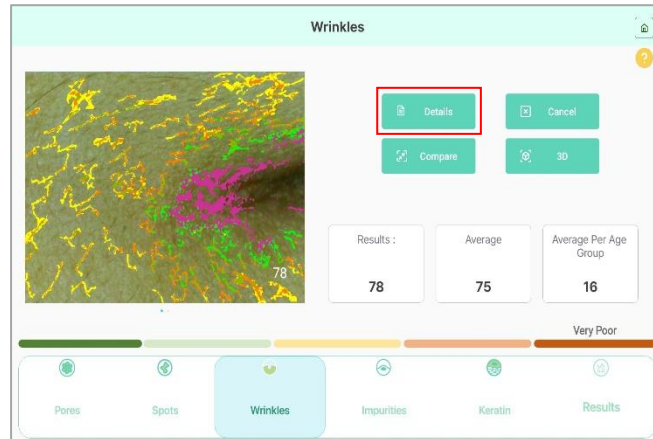 Wrinkles
?
Details
Cancel
Compare
3D
78
Results :
78
Average
75
Average Per Age
Group
16
Very Poor
Pores
Spots
Wrinkles
Impurities
Keratin
Results